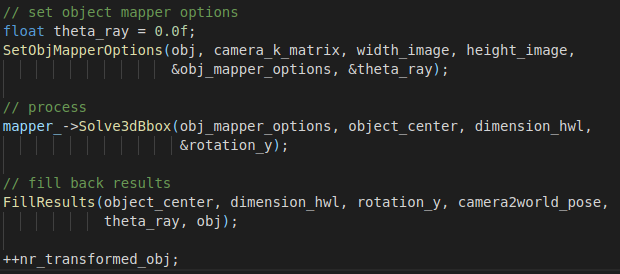 // set object mapper options
float theta_ray = 0.0f;
SetObjMapperOptions(obj, camera_k_matrix, width_image, height_image,
&obj_mapper_options, &theta_ray);
// process
mapper_->Solve3dBbox(obj_mapper_options, object_center, dimension_hwl,
&rotation_y);
// fill back results
FillResults(object_center, dimension_hwl, rotation_y, camera2world_pose,
theta_ray, obj);
++nr_transformed_obj;